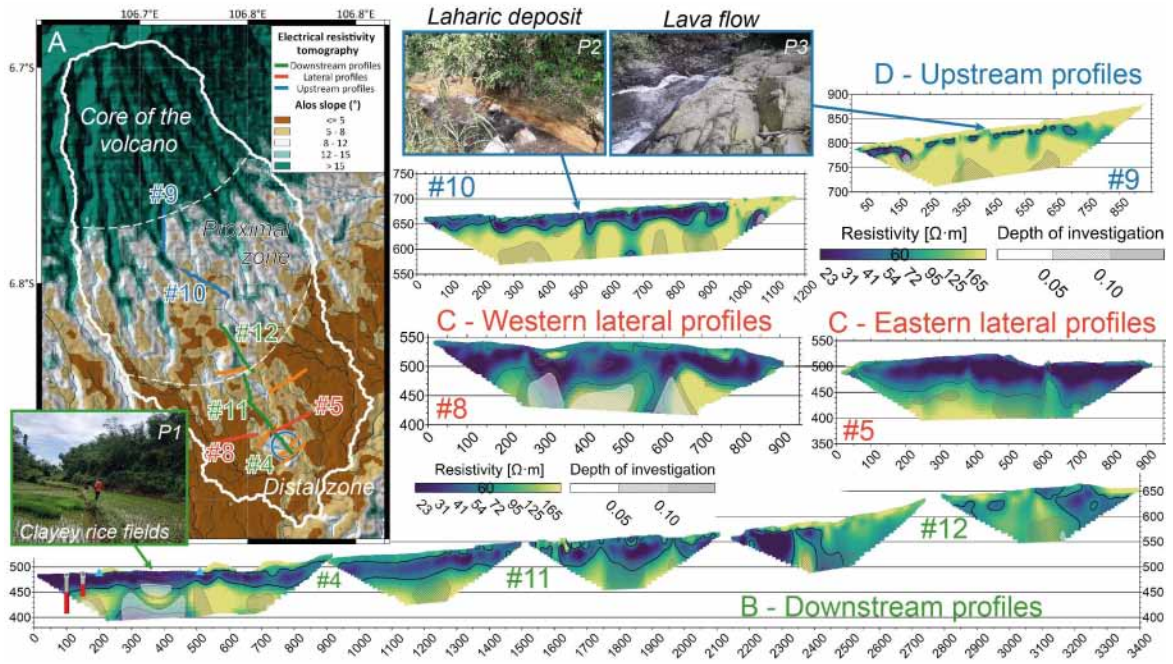 106.7°E
106.8°E
106.8°E
6.7°S
6.8°S
A
Electrical resistivity
tomography
Downstream profiles
Lateral profiles
Upstream profiles
Alos slope (°)
<= 5
5 - 8
8 - 12
12 - 15
> 15
Core of the
volcano
Proximal
zone
Distal zone
#9
#10
#12
#11
#5
#8
#4
P1
Clayey rice fields
Laharic deposit
P2
Lava flow
P3
D - Upstream profiles
900
850
800
750
700
#9
50 150 250 350 450 550 650 750 850
#10
750
700
650
600
550
0 100 200 300 400 500 600 700 800 900 1000 1100 1200
Resistivity [Ω·m]
60
23 31 41 54 72 95 125 165
Depth of investigation
0.05 0.10
C - Western lateral profiles
550
500
450
400
#8
0 100 200 300 400 500 600 700 800 900
C - Eastern lateral profiles
550
500
450
400
350
#5
0 100 200 300 400 500 600 700 800 900
Resistivity [Ω·m]
60
23 31 41 54 72 95 125 165
Depth of investigation
0.05 0.10
500
450
400
#4
550
#11
#12
650
600
550
500
450
400
B - Downstream profiles
0 100 200 300 400 500 600 700 800 900 1000 1100 1200 1300 1400 1500 1600 1700 1800 1900 2000 2100 2200 2300 2400 2500 2600 2700 2800 2900 3000 3100 3200 3300 3400